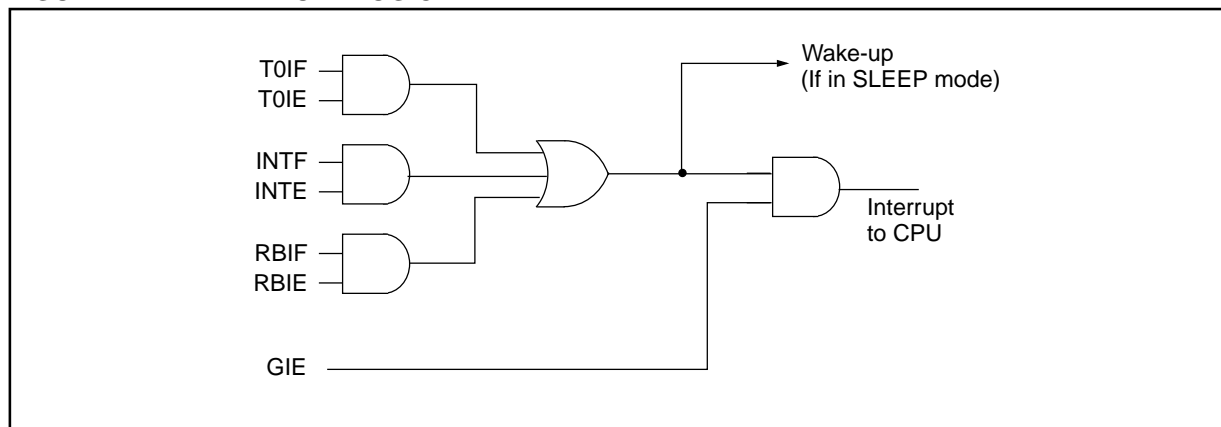 T0IF
T0IE
INTF
INTE
RBIF
RBIE
GIE
Wake-up
(If in SLEEP mode)
Interrupt
to CPU